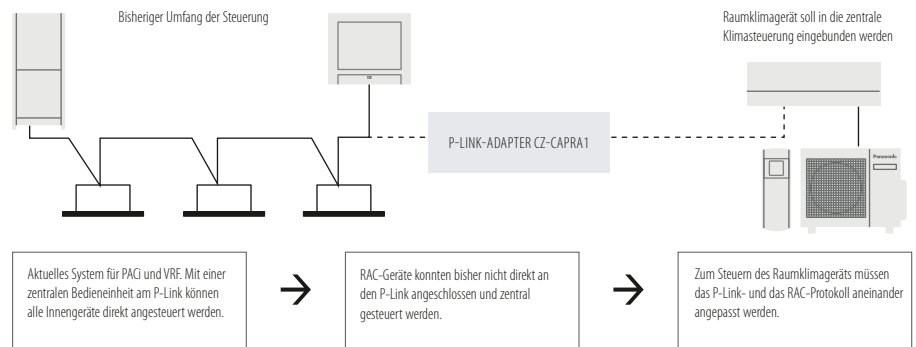 Bisheriger Umfang der Steuerung
Raumklimagerät soll in die zentrale
Klimasteuerung eingebunden werden
P-LINK-ADAPTER CZ-CAPRA1
Panasonic
Aktuelles System für PACi und VRF. Mit einer
zentralen Bedieneinheit am P-Link können
alle Innengeräte direkt angesteuert werden.
RAC-Geräte konnten bisher nicht direkt an
den P-Link angeschlossen und zentral
gesteuert werden.
Zum Steuern des Raumklimageräts müssen
das P-Link- und das RAC-Protokoll aneinander
angepasst werden.